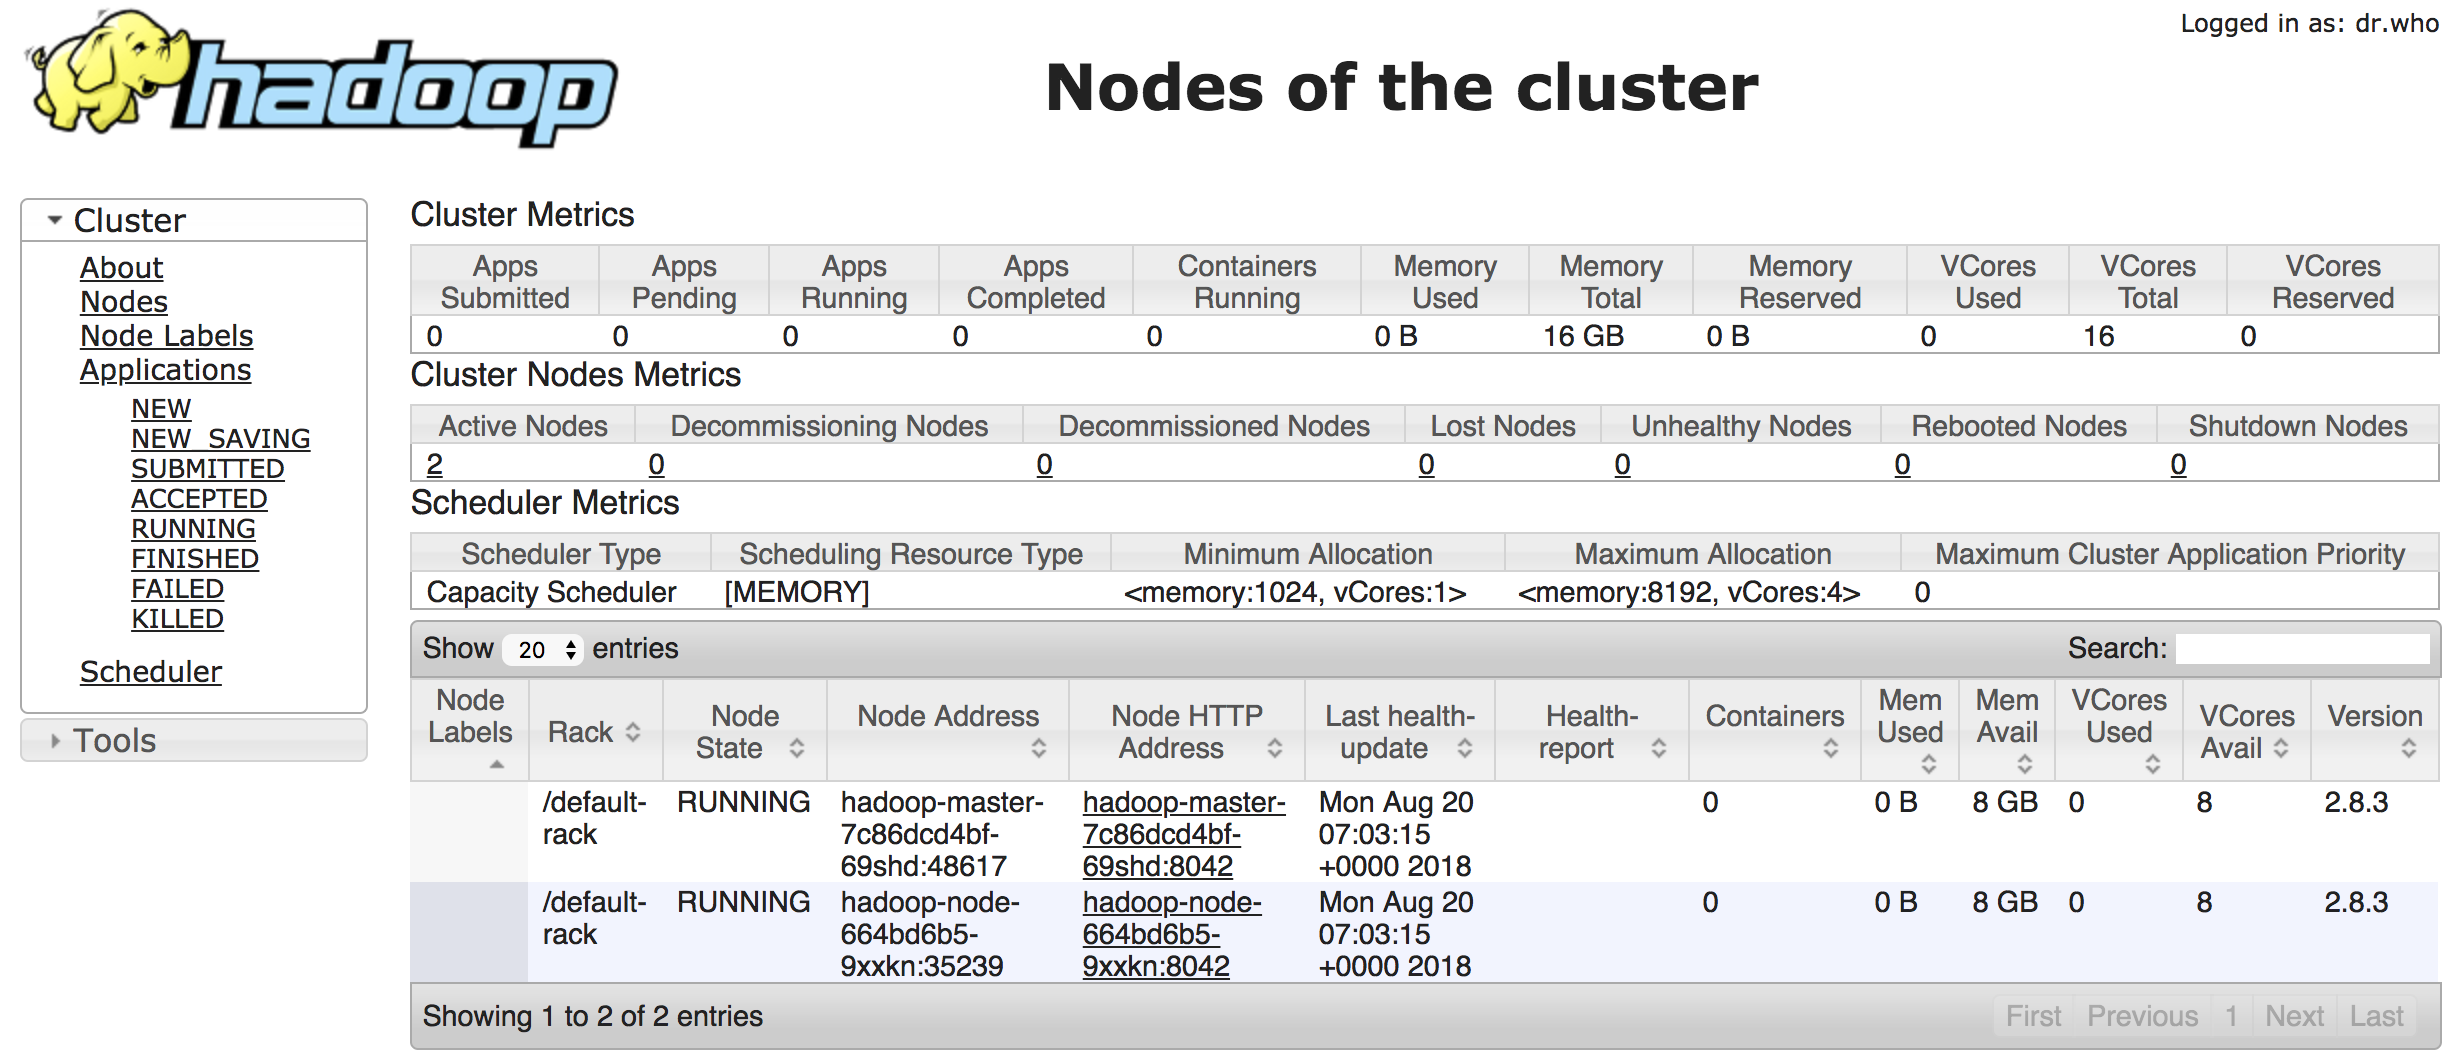 Logged in as: dr.who
hadoop
Nodes of the cluster
Cluster
About
Nodes
Node Labels
Applications
NEW
NEW_SAVING
SUBMITTED
ACCEPTED
RUNNING
FINISHED
FAILED
KILLED
Scheduler
Tools
Cluster Metrics
Apps Submitted Apps Pending Apps Running Apps Completed Containers Running Memory Used Memory Total Memory Reserved VCores Used VCores Total VCores Reserved
0 0 0 0 0 0 B 16 GB 0 B 0 16 0
Cluster Nodes Metrics
Active Nodes Decommissioning Nodes Decommissioned Nodes Lost Nodes Unhealthy Nodes Rebooted Nodes Shutdown Nodes
2 0 0 0 0 0 0
Scheduler Metrics
Scheduler Type Scheduling Resource Type Minimum Allocation Maximum Allocation Maximum Cluster Application Priority
Capacity Scheduler [MEMORY] <memory:1024, vCores:1> <memory:8192, vCores:4> 0
Show 20 entries Search:
Node Labels Rack Node State Node Address Node HTTP Address Last health-update Health-report Containers Mem Used Mem Avail VCores Used VCores Avail Version
/default-rack RUNNING hadoop-master-7c86dcd4bf-69shd:48617 hadoop-master-7c86dcd4bf-69shd:8042 Mon Aug 20 07:03:15 +0000 2018 0 0 B 8 GB 0 8 2.8.3
/default-rack RUNNING hadoop-node-664bd6b5-9xxkn:35239 hadoop-node-664bd6b5-9xxkn:8042 Mon Aug 20 07:03:15 +0000 2018 0 0 B 8 GB 0 8 2.8.3
Showing 1 to 2 of 2 entries First Previous 1 Next Last